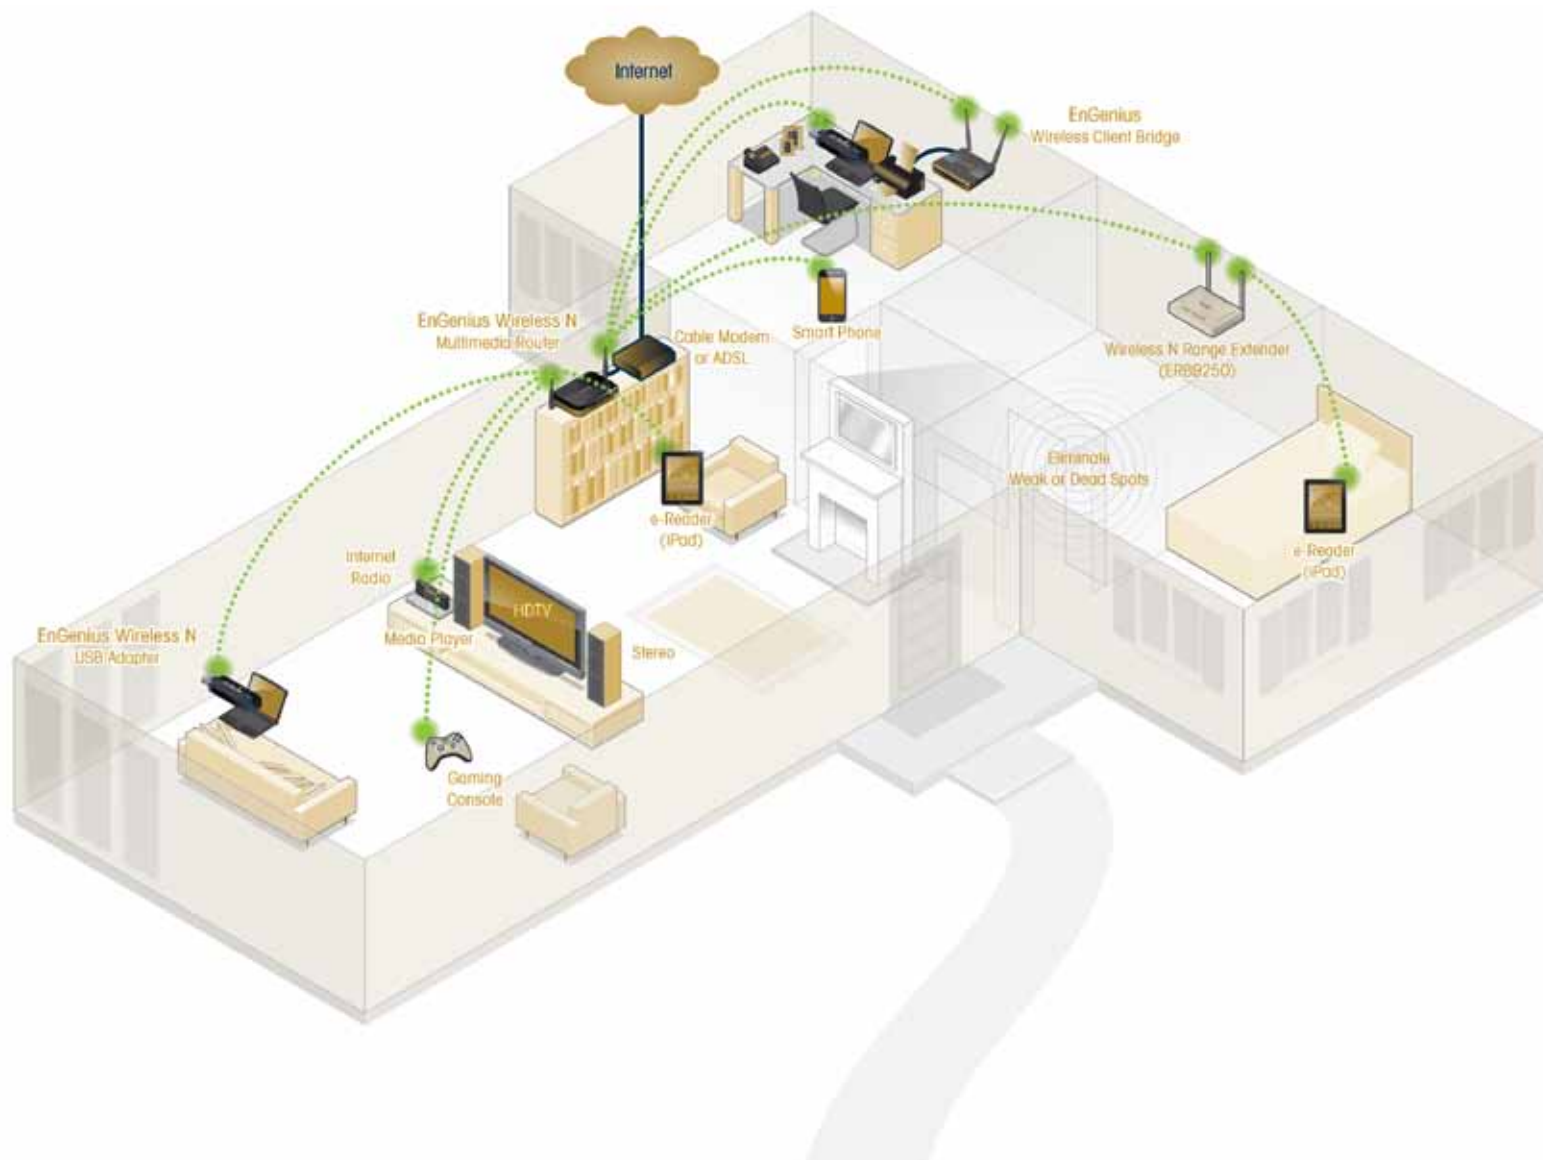 Internet
EnGenius
Wireless Client Bridge
EnGenius Wireless N
Multimedia Router
Cable Modem
or ADSL
Smart Phone
Wireless N Range Extender
(ERB9250)
Eliminate
Weak or Dead Spots
e-Reader
(iPad)
e-Reader
(iPad)
Internet
Radio
HDTV
Media Player
Stereo
EnGenius Wireless N
USB Adapter
Gaming
Console